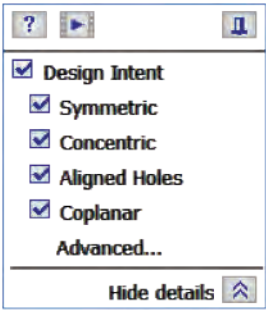 ?
Design Intent
Symmetric
Concentric
Aligned Holes
Coplanar
Advanced...
Hide details